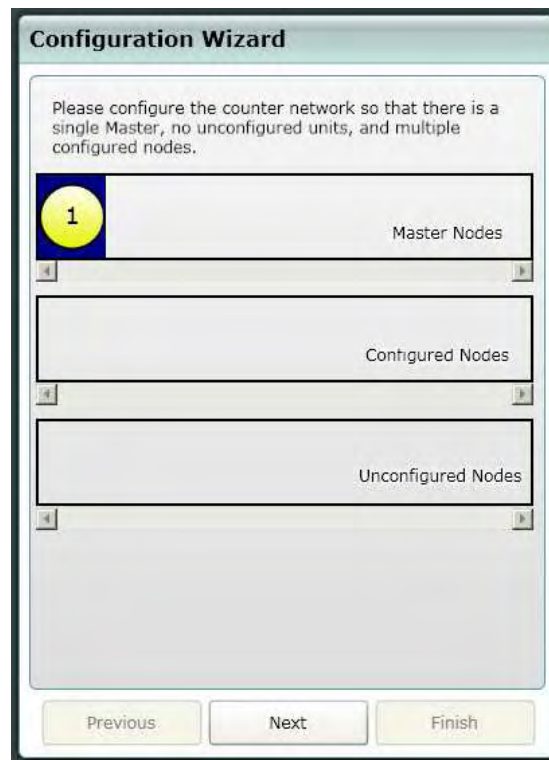 Configuration Wizard
Please configure the counter network so that there is a
single Master, no unconfigured units, and multiple
configured nodes.
1
Master Nodes
Configured Nodes
Unconfigured Nodes
Previous
Next
Finish